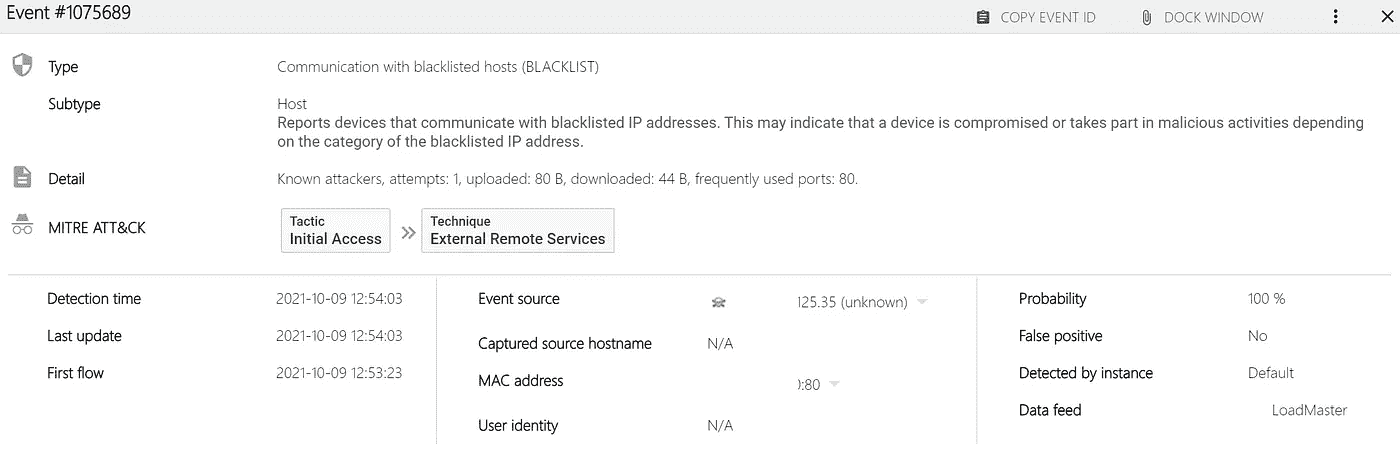 Event #1075689
COPY EVENT ID
DOCK WINDOW
Type
Communication with blacklisted hosts (BLACKLIST)
Subtype
Host
Reports devices that communicate with blacklisted IP addresses. This may indicate that a device is compromised or takes part in malicious activities depending
on the category of the blacklisted IP address.
Detail
Known attackers, attempts: 1, uploaded: 80 B, downloaded: 44 B, frequently used ports: 80.
MITRE ATT&CK
Tactic
Initial Access
Technique
External Remote Services
Detection time
2021-10-09 12:54:03
Last update
2021-10-09 12:54:03
First flow
2021-10-09 12:53:23
Event source
125.35 (unknown)
Captured source hostname
N/A
MAC address
:80
User identity
N/A
Probability
100 %
False positive
No
Detected by instance
Default
Data feed
LoadMaster